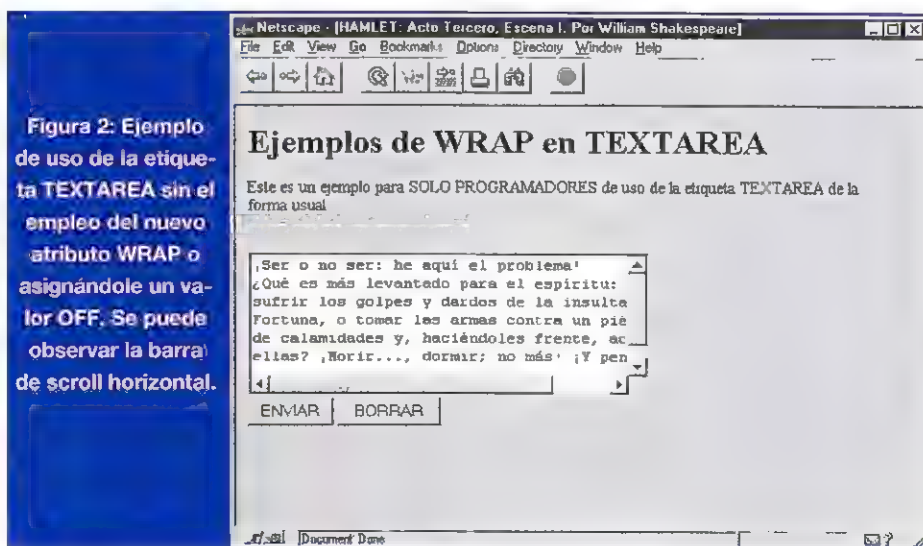 Netscape - [HAMLET: Acto Tercero, Escena I. Por William Shakespeare]
File Edit View Go Bookmarks Options Directory Window Help
Figura 2: Ejemplo
de uso de la etique-
ta TEXTAREA sin el
empleo del nuevo
atributo WRAP o
asignándole un va-
lor OFF. Se puede
observar la barra
de scroll horizontal.
Ejemplos de WRAP en TEXTAREA
Este es un ejemplo para SOLO PROGRAMADORES de uso de la etiqueta TEXTAREA de la
forma usual
¡Ser o no ser: he aquí el problema!
¿Qué es más levantado para el espíritu:
sufrir los golpes y dardos de la insulta
Fortuna, o tomar las armas contra un pié
de calamidades y, haciéndoles frente, ac
ellas? ¡Morir..., dormir; no más! ¡Y pen
ENVIAR BORRAR
Document Done